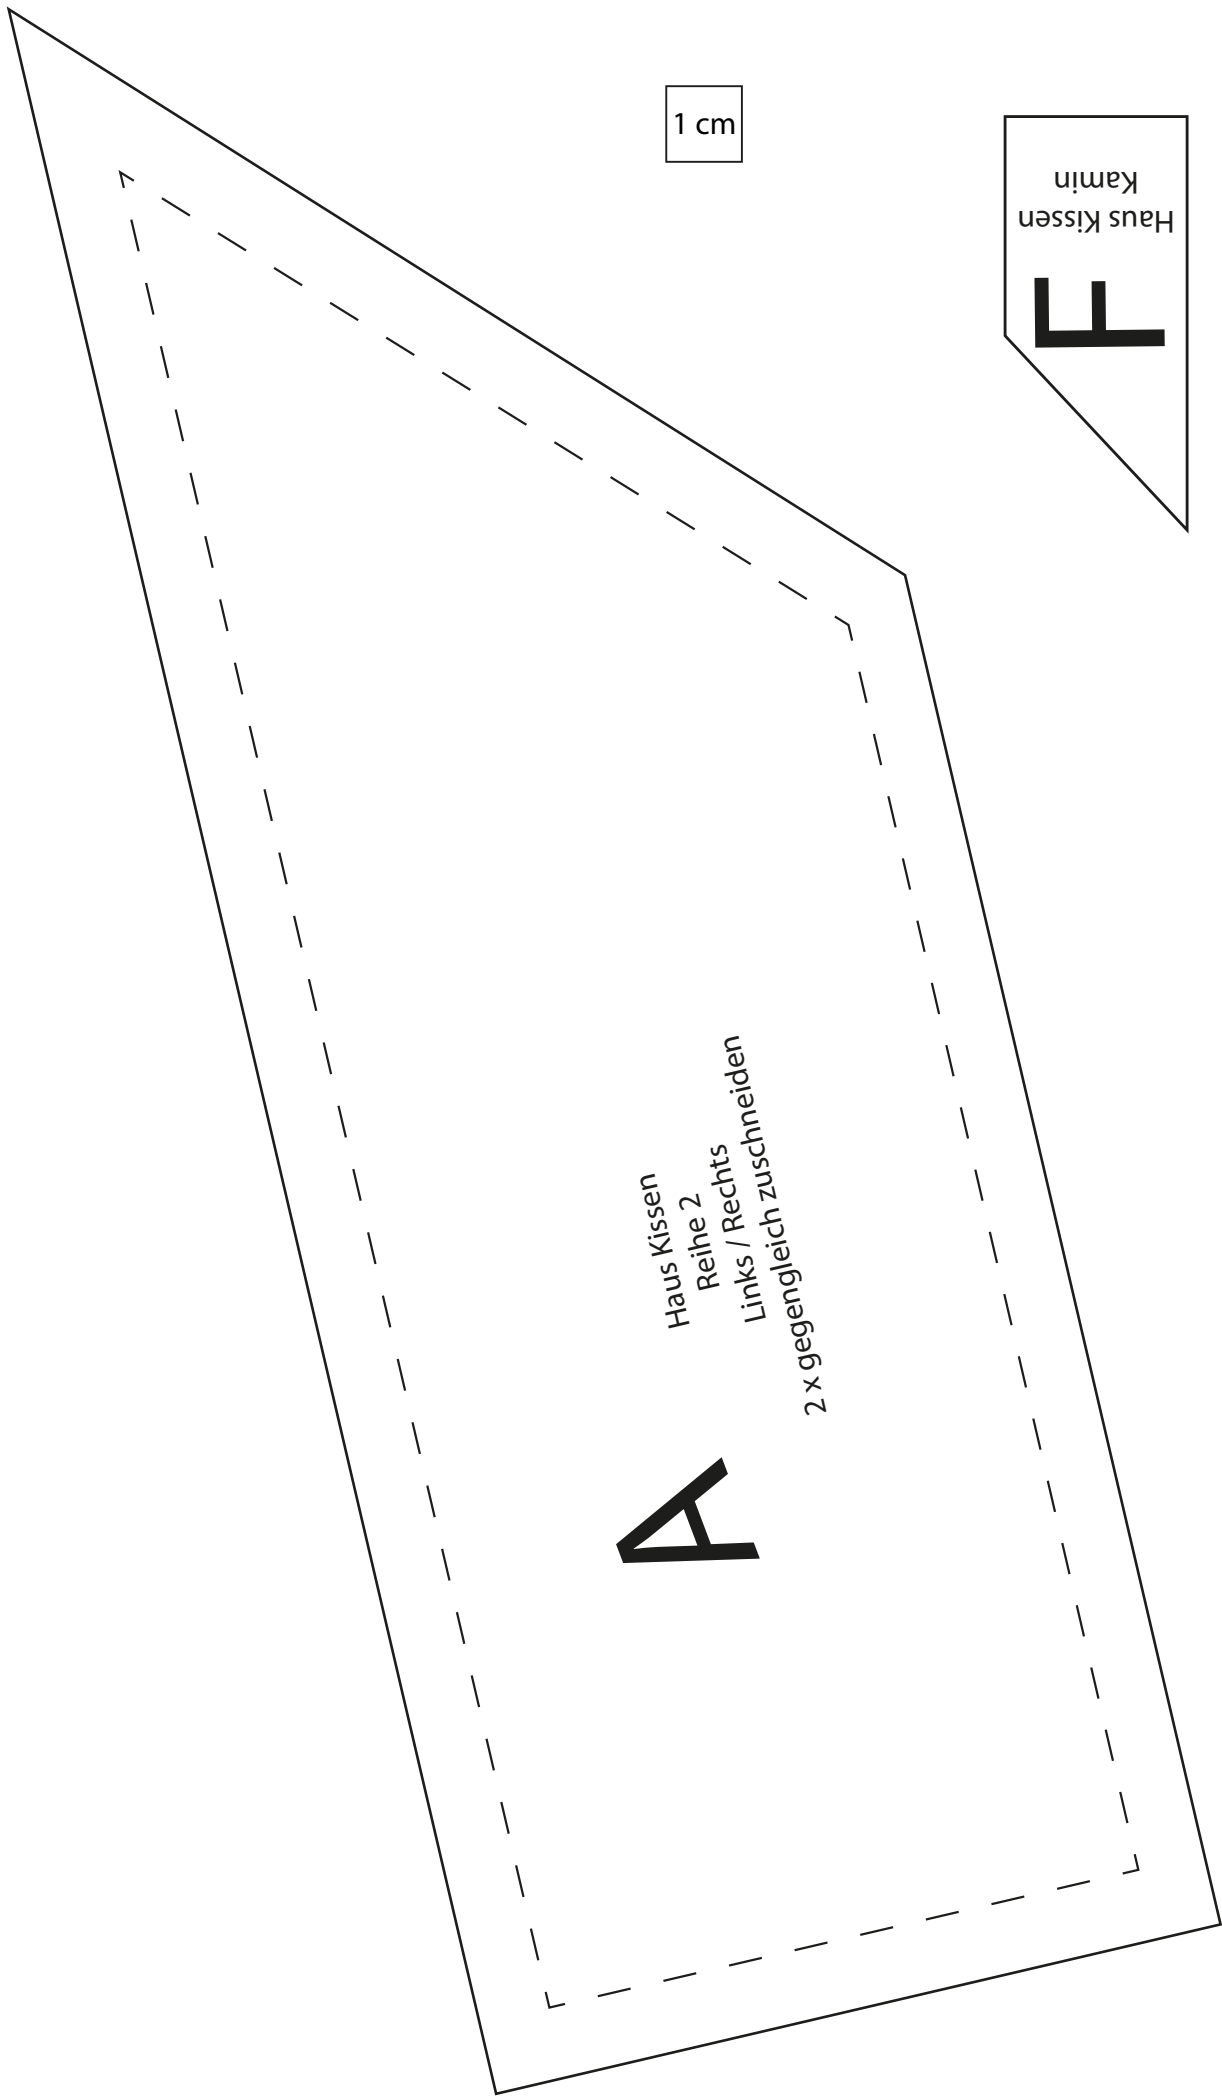 1 cm
Haus Kissen
Kamin
F
Haus Kissen
Reihe 2
Links / Rechts
2 x gegengleich zuschneiden
A